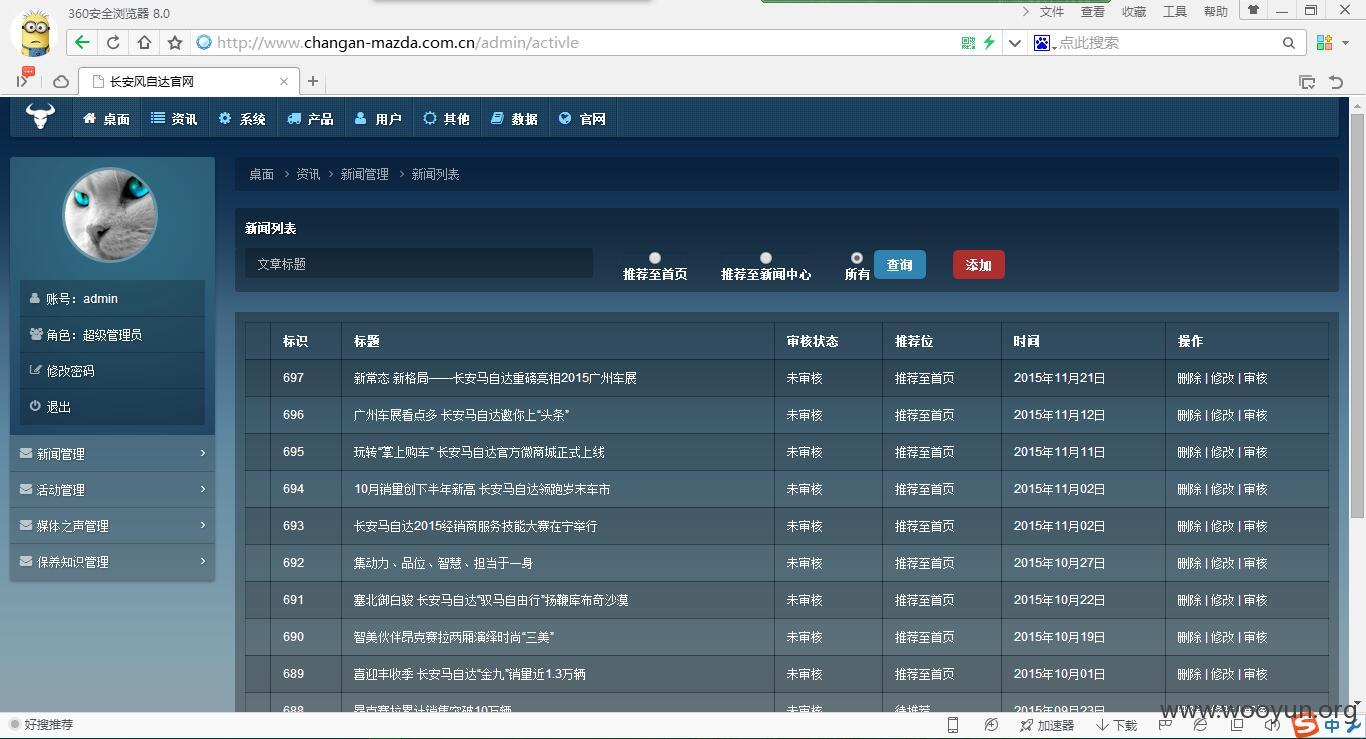 360安全浏览器 8.0
文件 查看 收藏 工具 帮助
http://www.changan-mazda.com.cn/admin/activle
点此搜索
长安风自达官网
桌面 资讯 系统 产品 用户 其他 数据 官网
桌面 > 资讯 > 新闻管理 > 新闻列表
账号：admin
角色：超级管理员
修改密码
退出
新闻管理
活动管理
媒体之声管理
保养知识管理
新闻列表
文章标题 推荐至首页 推荐至新闻中心 所有 查询 添加
标识 标题 审核状态 推荐位 时间 操作
697 新常态 新格局——长安马自达重磅亮相2015广州车展 未审核 推荐至首页 2015年11月21日 删除 | 修改 | 审核
696 广州车展看点多 长安马自达邀你上“头条” 未审核 推荐至首页 2015年11月12日 删除 | 修改 | 审核
695 玩转“掌上购车” 长安马自达官方微商城正式上线 未审核 推荐至首页 2015年11月11日 删除 | 修改 | 审核
694 10月销量创下半年新高 长安马自达领跑岁末车市 未审核 推荐至首页 2015年11月02日 删除 | 修改 | 审核
693 长安马自达2015经销商服务技能大赛在宁举行 未审核 推荐至首页 2015年11月02日 删除 | 修改 | 审核
692 集动力、品位、智慧、担当于一身 未审核 推荐至首页 2015年10月27日 删除 | 修改 | 审核
691 塞北御白骏 长安马自达“驭马自由行”扬鞭库布奇沙漠 未审核 推荐至首页 2015年10月22日 删除 | 修改 | 审核
690 智美伙伴昂克赛拉两厢演绎时尚“三美” 未审核 推荐至首页 2015年10月19日 删除 | 修改 | 审核
689 喜迎丰收季 长安马自达“金九”销量近1.3万辆 未审核 推荐至首页 2015年10月01日 删除 | 修改 | 审核
688 昂克赛拉累计销售突破10万辆 未审核 待推荐 2015年09月23日 删除 | 修改 | 审核
好搜推荐
加速器 下载
www.wooyun.org
中